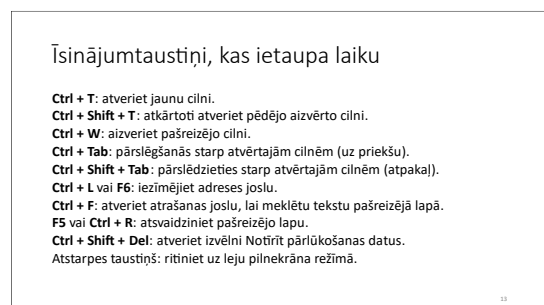 Īsinājumtaustiņi, kas ietaupa laiku
Ctrl + T: atveriet jaunu cilni.
Ctrl + Shift + T: atkārtoti atveriet pēdējo aizvērto cilni.
Ctrl + W: aizveriet pašreizējo cilni.
Ctrl + Tab: pārslēgšanās starp atvērtajām cilnēm (uz priekšu).
Ctrl + Shift + Tab: pārslēdzieties starp atvērtajām cilnēm (atpakaļ).
Ctrl + L vai F6: iezīmējiet adreses joslu.
Ctrl + F: atveriet atrašanas joslu, lai meklētu tekstu pašreizējā lapā.
F5 vai Ctrl + R: atsvaidziniet pašreizējo lapu.
Ctrl + Shift + Del: atveriet izvēlni Notīrīt pārlūkošanas datus.
Atstarpes taustiņš: ritiniet uz leju pilnekrāna režīmā.
13